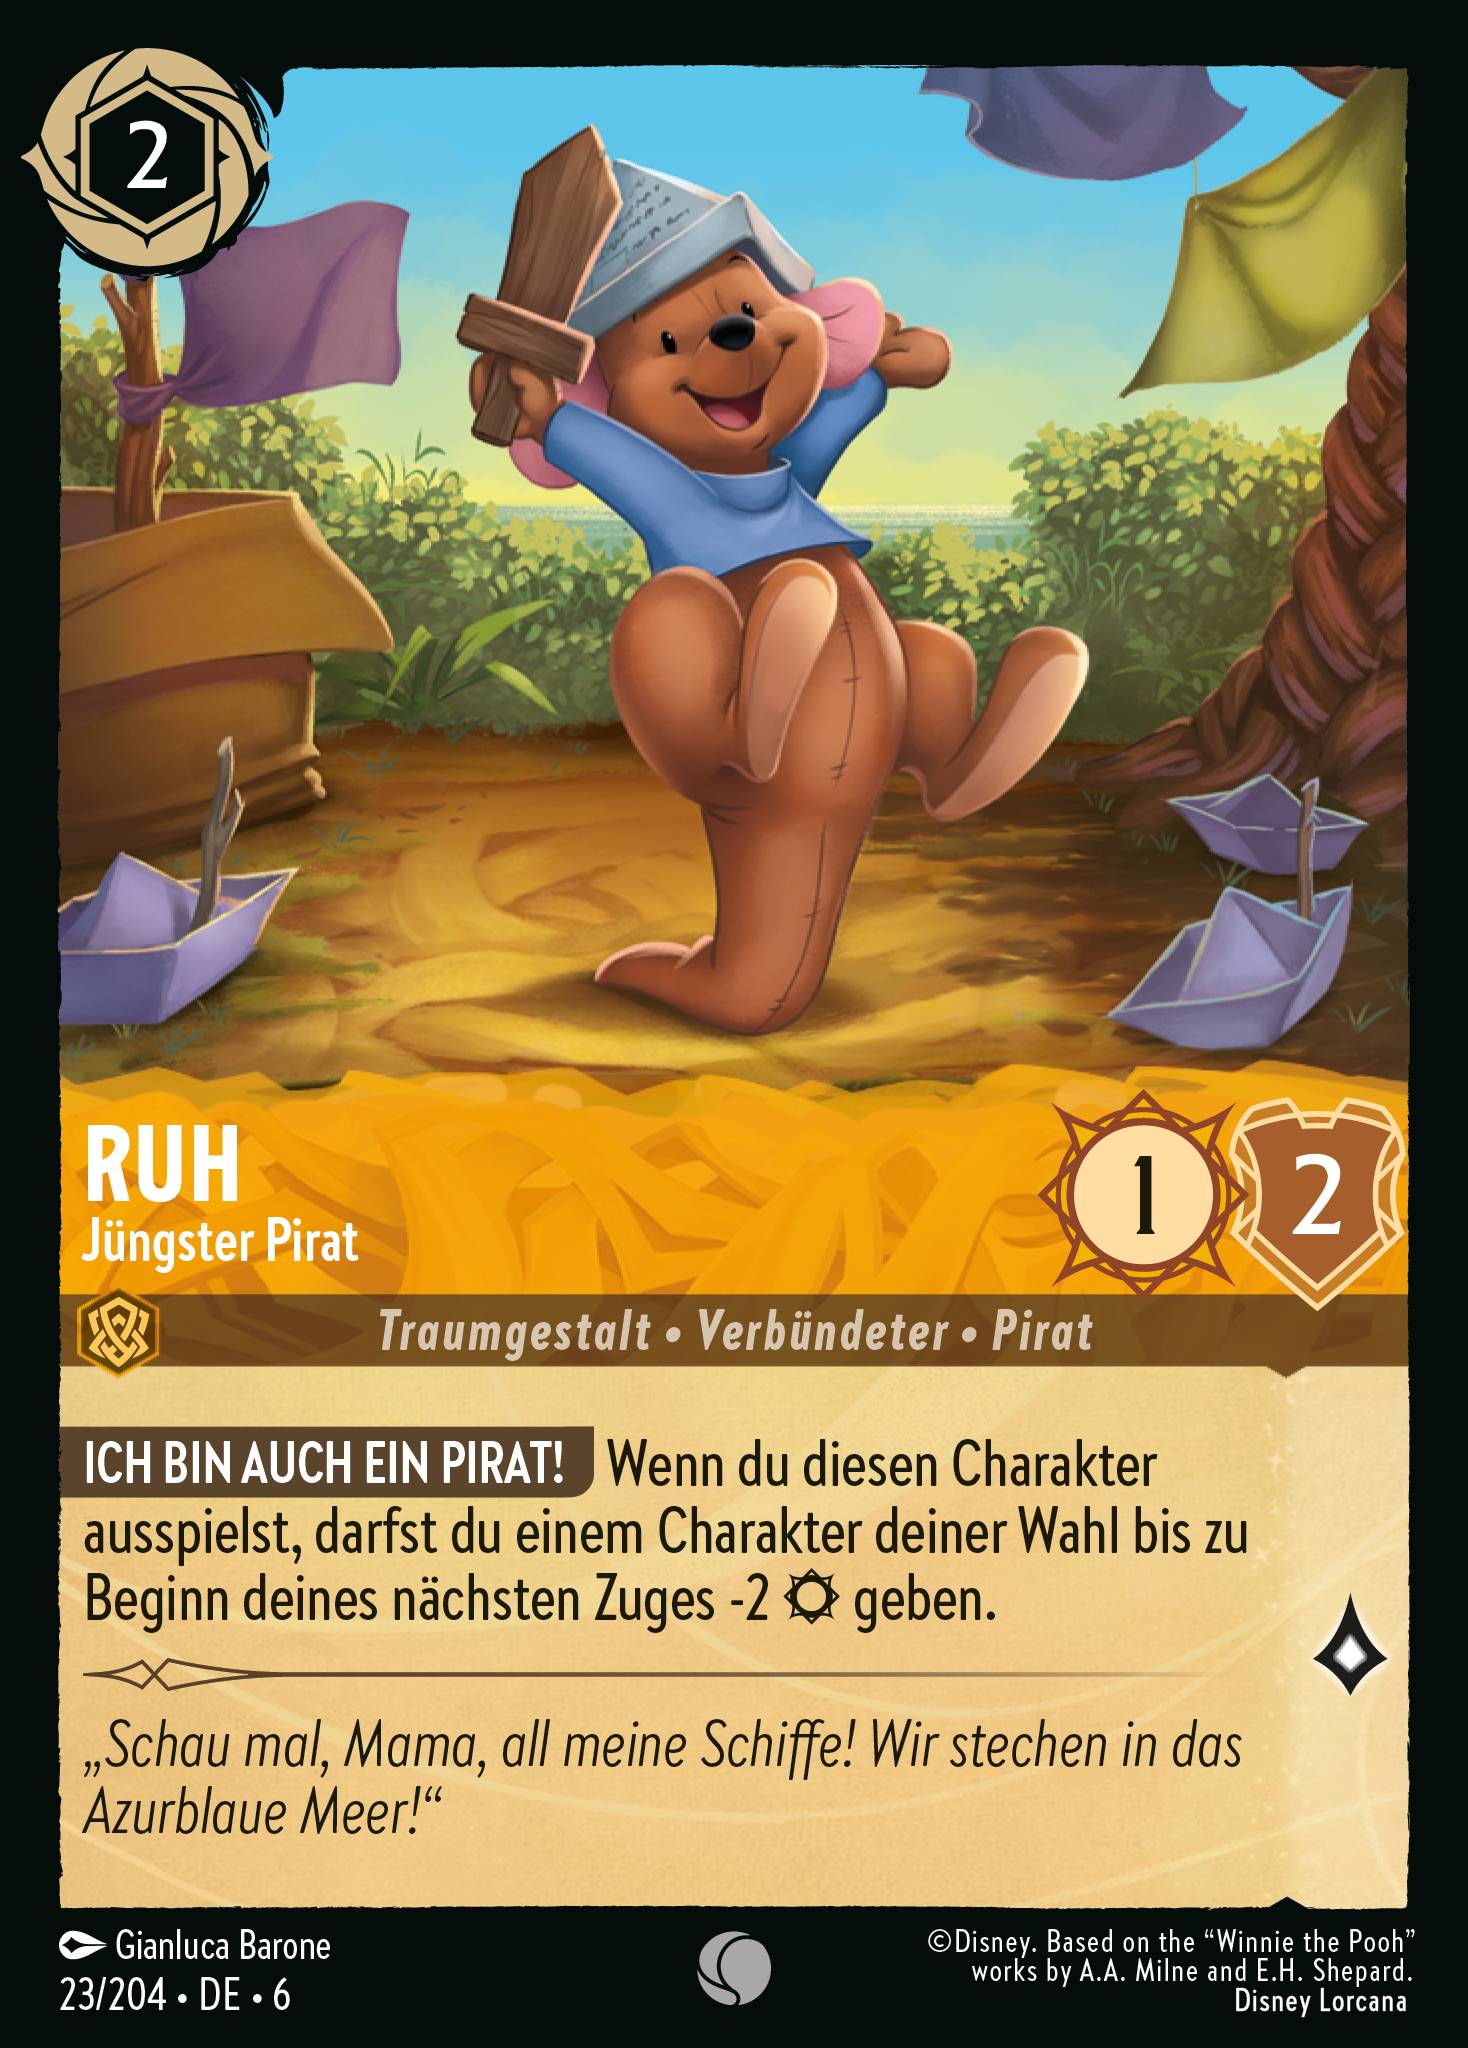 2
RUH
Jüngster Pirat
1
2
Traumgestalt • Verbündeter • Pirat
ICH BIN AUCH EIN PIRAT! Wenn du diesen Charakter
ausspielst, darfst du einem Charakter deiner Wahl bis zu
Beginn deines nächsten Zuges -2 geben.
„Schau mal, Mama, all meine Schiffe! Wir stechen in das
Azurblaue Meer!“
Gianluca Barone
23/204 • DE • 6
©Disney. Based on the “Winnie the Pooh”
works by A.A. Milne and E.H. Shepard.
Disney Lorcana